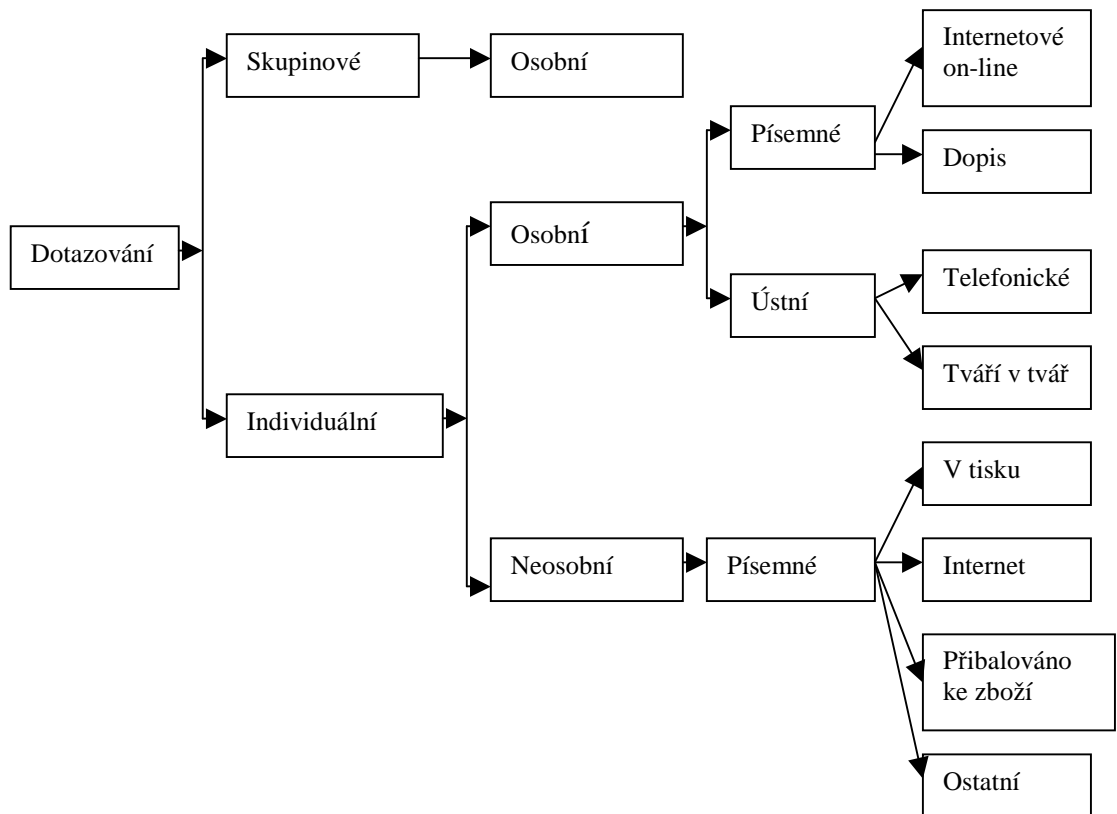 Internetové
on-line
Skupinové
Osobní
Písemné
Dopis
Osobní
Dotazování
Telefonické
Ústní
Tváří v tvář
Individuální
V tisku
Neosobní
Písemné
Internet
Přibalováno
ke zboží
Ostatní